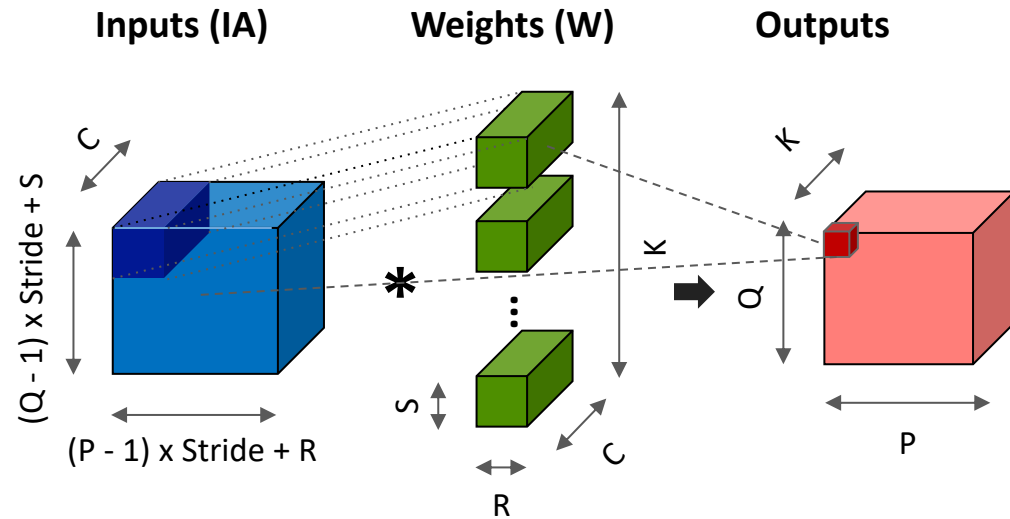 Inputs (IA)
Weights (W)
Outputs
C
(Q - 1) x Stride + S
(P - 1) x Stride + R
*
...
K
S
C
R
K
Q
P